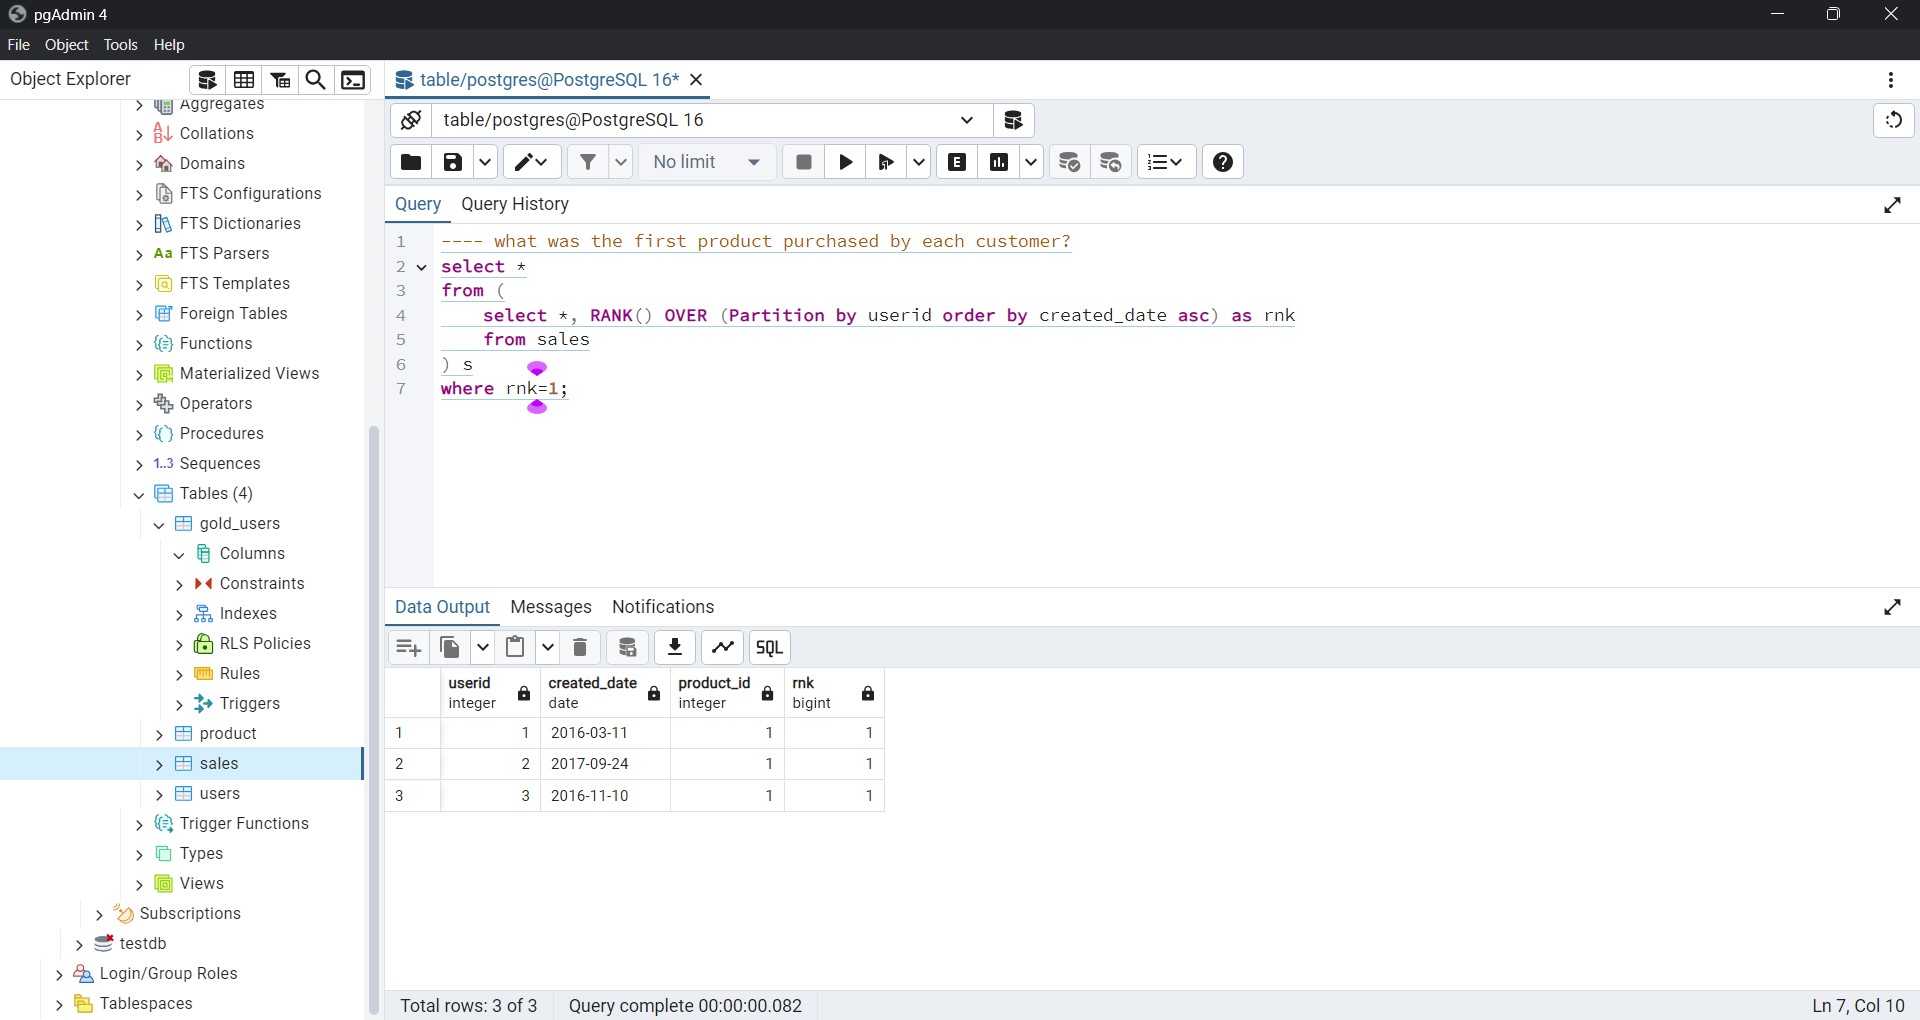 pgAdmin 4
File Object Tools Help
Object Explorer
Aggregates
Collations
Domains
FTS Configurations
FTS Dictionaries
Aa FTS Parsers
FTS Templates
Foreign Tables
Functions
Materialized Views
Operators
Procedures
1..3 Sequences
Tables (4)
gold_users
Columns
Constraints
Indexes
RLS Policies
Rules
Triggers
product
sales
users
Trigger Functions
Types
Views
Subscriptions
testdb
Login/Group Roles
Tablespaces
table/postgres@PostgreSQL 16*
table/postgres@PostgreSQL 16
No limit
E
Query Query History
1 ---- what was the first product purchased by each customer?
2 select *
3 from (
4 select *, RANK() OVER (Partition by userid order by created_date asc) as rnk
5 from sales
6 ) s
7 where rnk=1;
Data Output Messages Notifications
SQL
userid created_date product_id rnk
integer date integer bigint
1 1 2016-03-11 1 1
2 2 2017-09-24 1 1
3 3 2016-11-10 1 1
Total rows: 3 of 3 Query complete 00:00:00.082 Ln 7, Col 10